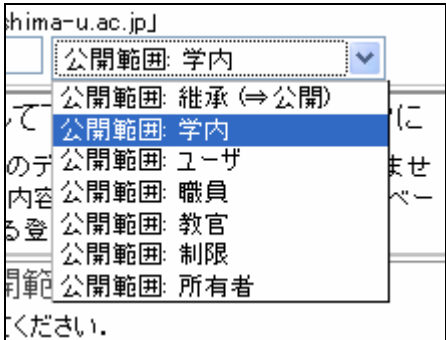 shima-u.ac.jp」
公開範囲: 学内
公開範囲: 継承 (⇒公開)
公開範囲: 学内
公開範囲: ユーザ
公開範囲: 職員
公開範囲: 教官
公開範囲: 制限
公開範囲: 所有者
ください.